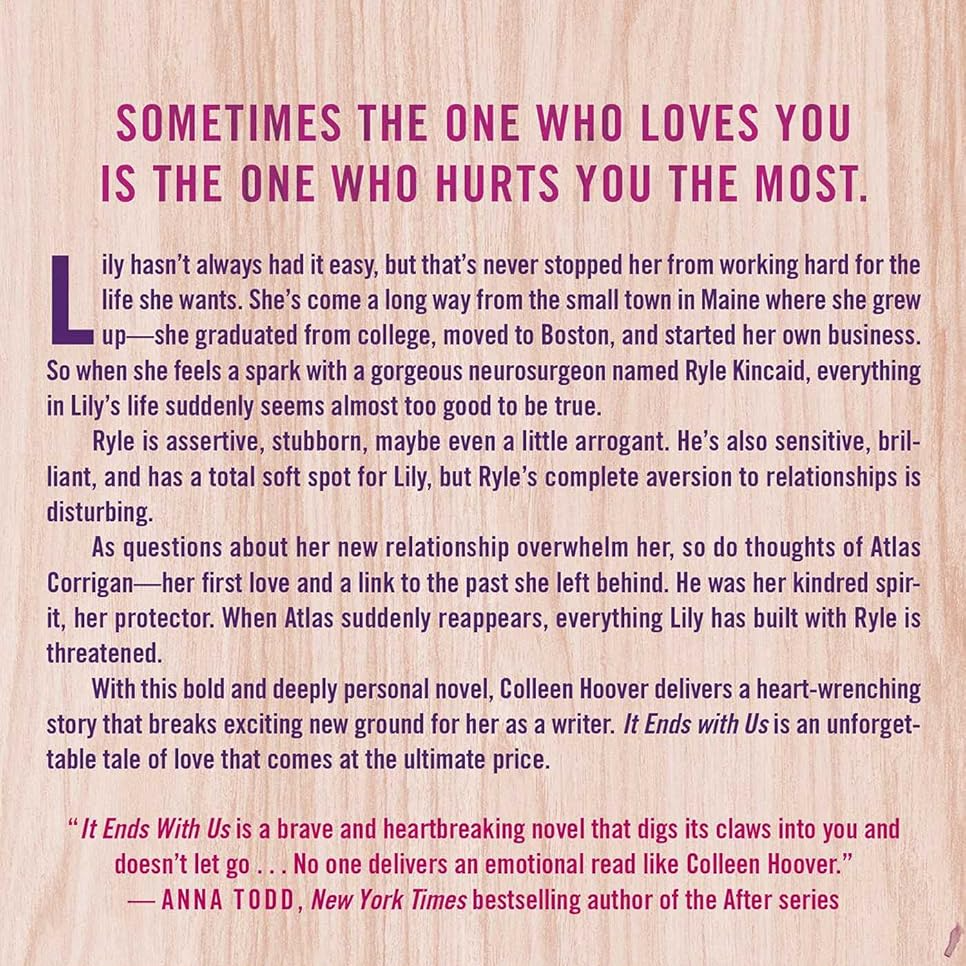 SOMETIMES THE ONE WHO LOVES YOU
IS THE ONE WHO HURTS YOU THE MOST.
Lily hasn’t always had it easy, but that’s never stopped her from working hard for the
life she wants. She’s come a long way from the small town in Maine where she grew
up—she graduated from college, moved to Boston, and started her own business.
So when she feels a spark with a gorgeous neurosurgeon named Ryle Kincaid, everything
in Lily’s life suddenly seems almost too good to be true.
Ryle is assertive, stubborn, maybe even a little arrogant. He’s also sensitive, bril-
liant, and has a total soft spot for Lily, but Ryle’s complete aversion to relationships is
disturbing.
As questions about her new relationship overwhelm her, so do thoughts of Atlas
Corrigan—her first love and a link to the past she left behind. He was her kindred spir-
it, her protector. When Atlas suddenly reappears, everything Lily has built with Ryle is
threatened.
With this bold and deeply personal novel, Colleen Hoover delivers a heart-wrenching
story that breaks exciting new ground for her as a writer. It Ends with Us is an unforget-
table tale of love that comes at the ultimate price.
“It Ends With Us is a brave and heartbreaking novel that digs its claws into you and
doesn’t let go . . . No one delivers an emotional read like Colleen Hoover.”
— ANNA TODD, New York Times bestselling author of the After series